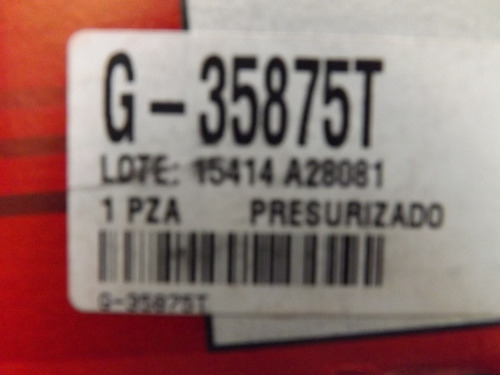 G-35875T
LOTE: 15414 A28081
1 PZA PRESURIZADO
G-35875T